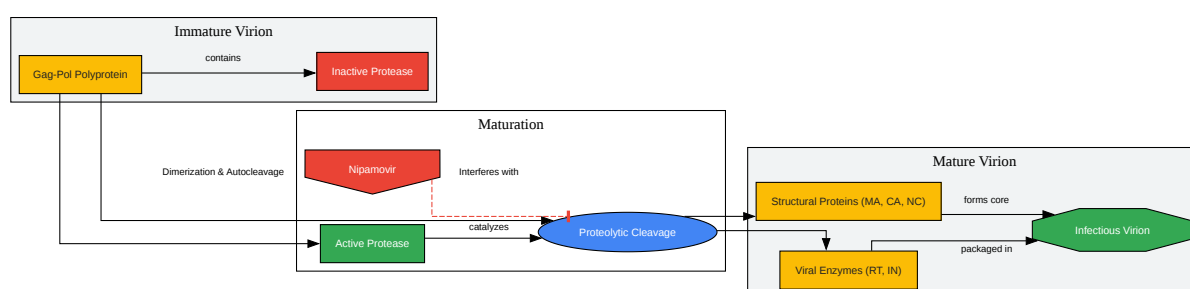 Immature Virion
contains
Gag-Pol Polyprotein
Inactive Protease
Maturation
Dimerization & Autocleavage
Nipamovir
Interferes with
catalyzes
Active Protease
Proteolytic Cleavage
Mature Virion
Structural Proteins (MA, CA, NC)
forms core
Infectious Virion
packaged in
Viral Enzymes (RT, IN)